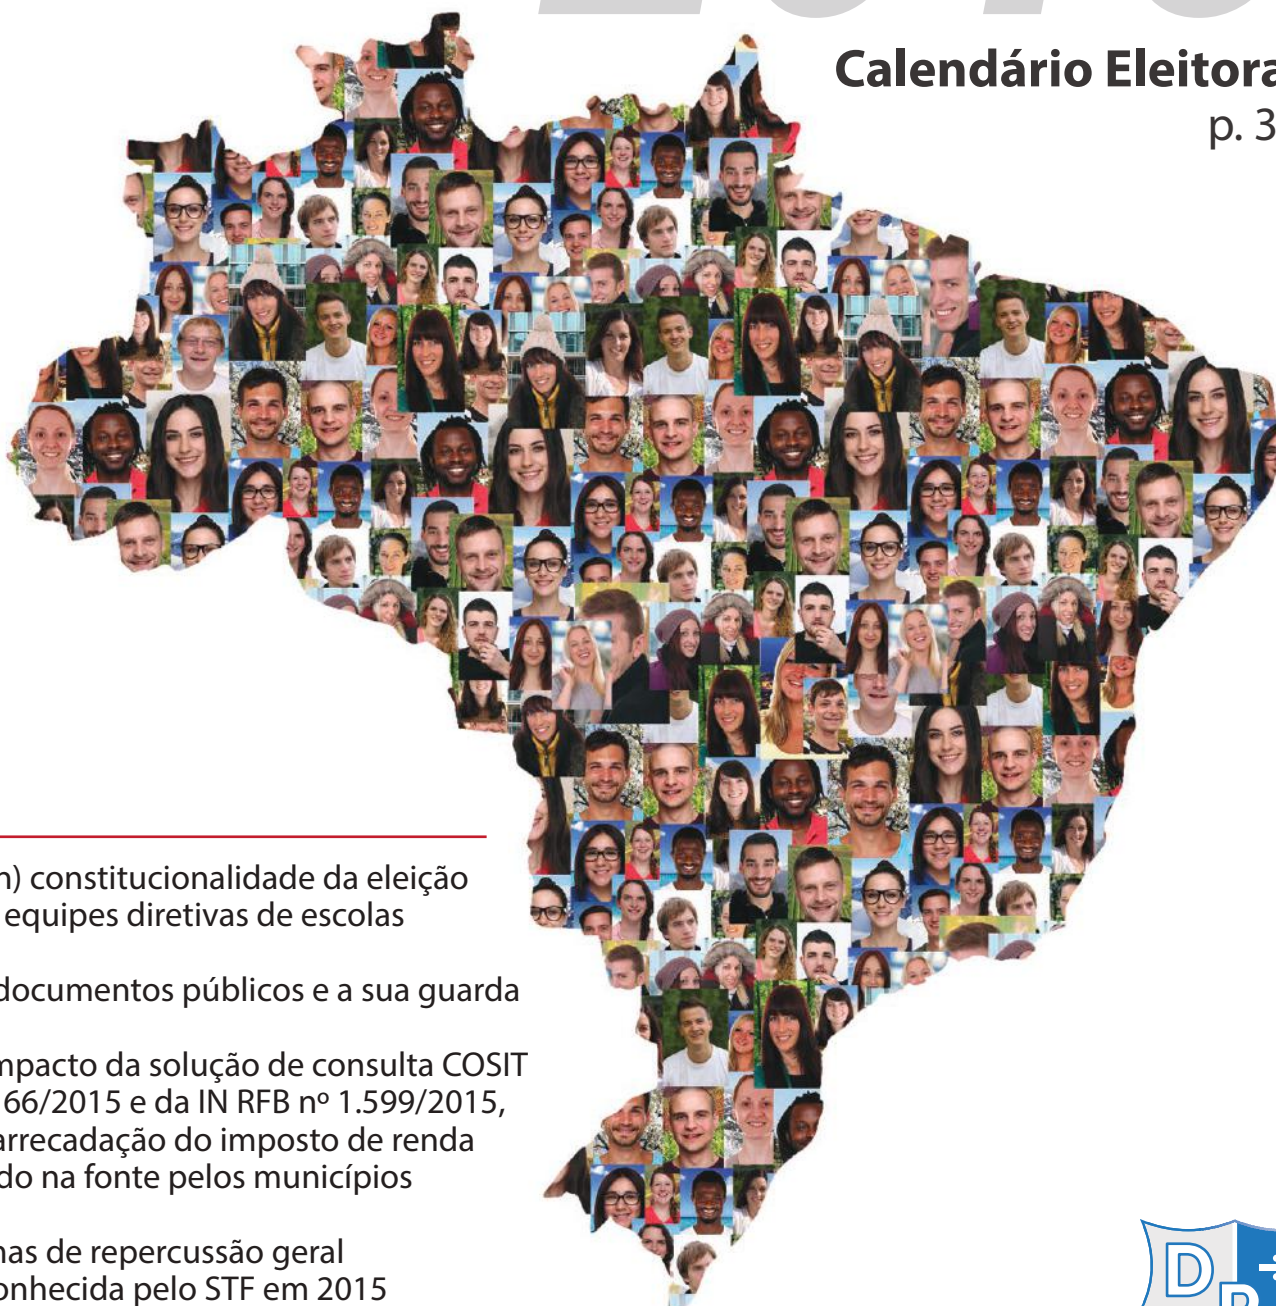 Calendário Eleitora
p. 3
n) constitucionalidade da eleição
equipes diretivas de escolas
documentos públicos e a sua guarda
mpacto da solução de consulta COSIT
66/2015 e da IN RFB nº 1.599/2015,
arrecadação do imposto de renda
do na fonte pelos municípios
nas de repercussão geral
onhecida pelo STF em 2015
D